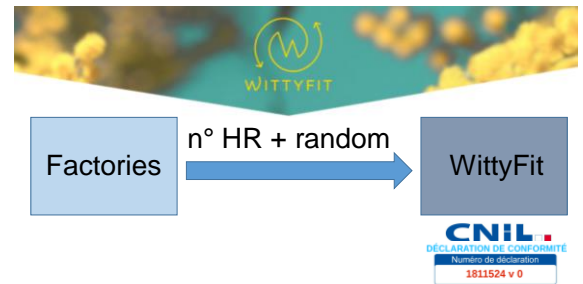 W
WITTYFIT
n° HR + random
Factories
WittyFit
CNIL
DÉCLARATION DE CONFORMITÉ
Numéro de déclaration
1811524 v 0